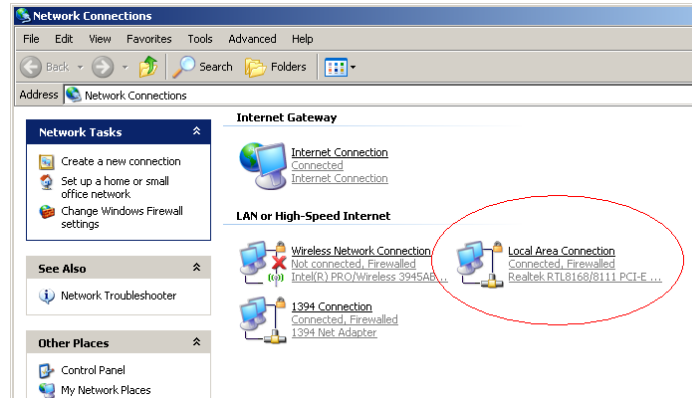 Network Connections
File Edit View Favorites Tools Advanced Help
Back Search Folders
Address Network Connections
Network Tasks
Create a new connection
Set up a home or small
office network
Change Windows Firewall
settings
See Also
Network Troubleshooter
Other Places
Control Panel
My Network Places
Internet Gateway
Internet Connection
Connected
Internet Connection
LAN or High-Speed Internet
Wireless Network Connection
Not connected, Firewalled
Intel(R) PRO/Wireless 3945AB...
Local Area Connection
Connected, Firewalled
Realtek RTL8168/8111 PCI-E ...
1394 Connection
Connected, Firewalled
1394 Net Adapter